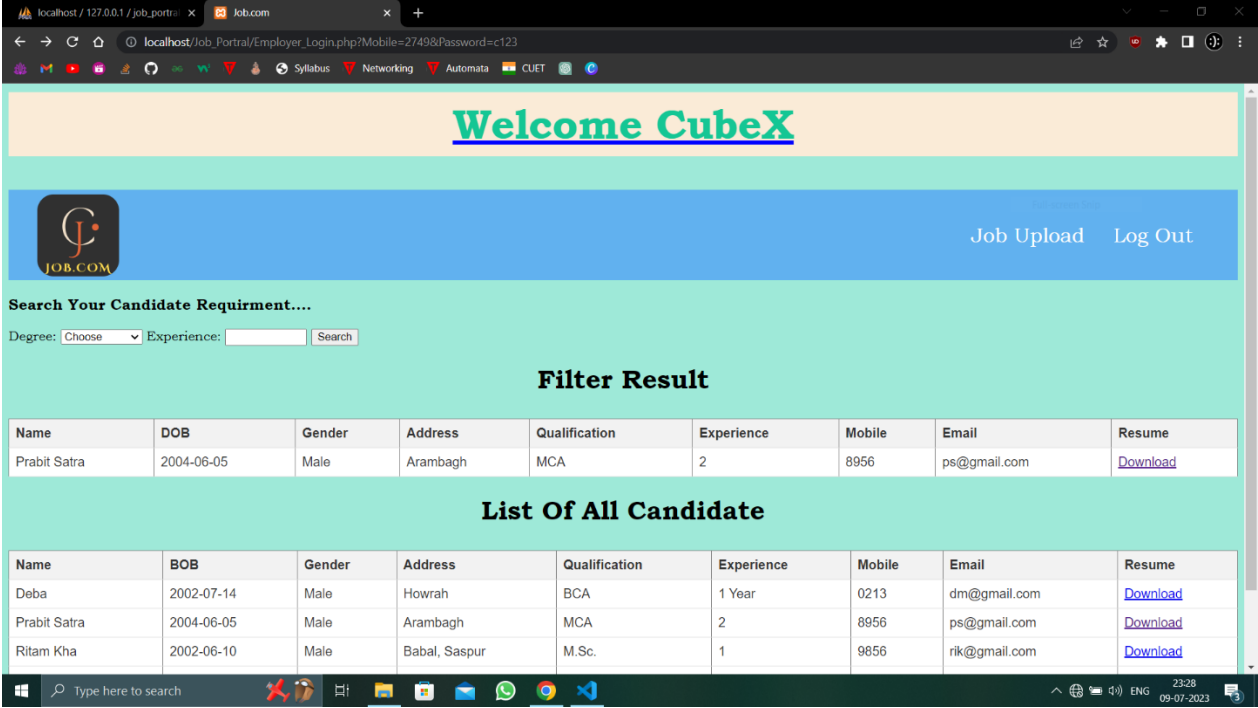 localhost / 127.0.0.1 / job_portral
Job.com
localhost/Job_Portral/Employer_Login.php?Mobile=2749&Password=c123
Syllabus Networking Automata CUET
Welcome CubeX
JOB.COM
Job Upload Log Out
Search Your Candidate Requirment....
Degree: Choose Experience: Search
Filter Result
Name DOB Gender Address Qualification Experience Mobile Email Resume
Prabit Satra 2004-06-05 Male Arambagh MCA 2 8956 ps@gmail.com Download
List Of All Candidate
Name BOB Gender Address Qualification Experience Mobile Email Resume
Deba 2002-07-14 Male Howrah BCA 1 Year 0213 dm@gmail.com Download
Prabit Satra 2004-06-05 Male Arambagh MCA 2 8956 ps@gmail.com Download
Ritam Kha 2002-06-10 Male Babal, Saspur M.Sc. 1 9856 rik@gmail.com Download
Type here to search
ENG
23:28
09-07-2023
3